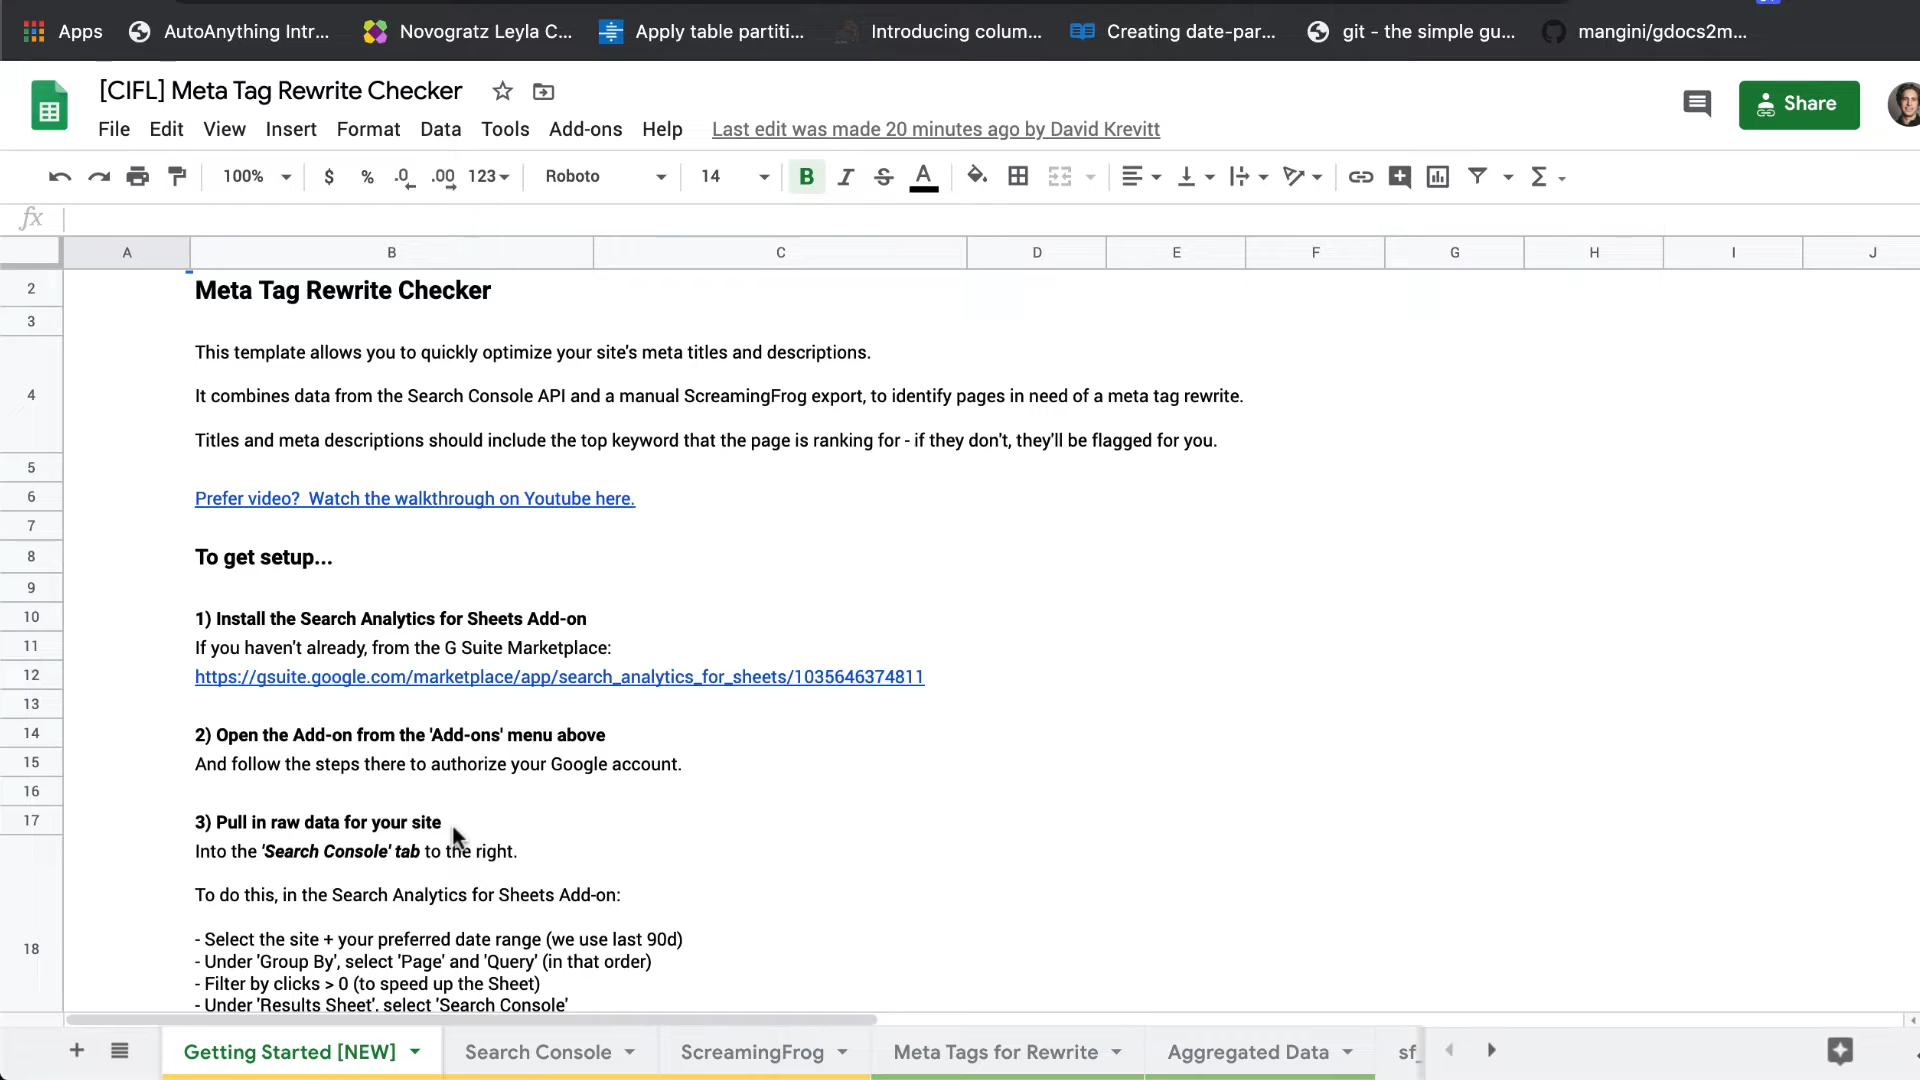 Apps AutoAnything Intr... Novogratz Leyla C... Apply table partiti... Introducing colum... Creating date-par... git - the simple gu... mangini/gdocs2m...
[CIFL] Meta Tag Rewrite Checker
Share
File Edit View Insert Format Data Tools Add-ons Help Last edit was made 20 minutes ago by David Krevitt
100% $ % .0 .00 123 Roboto 14 B I S A Σ
fx
A B C D E F G H I J
2 Meta Tag Rewrite Checker
3
This template allows you to quickly optimize your site's meta titles and descriptions.
4 It combines data from the Search Console API and a manual ScreamingFrog export, to identify pages in need of a meta tag rewrite.
Titles and meta descriptions should include the top keyword that the page is ranking for - if they don't, they'll be flagged for you.
5
6 Prefer video? Watch the walkthrough on Youtube here.
7
8 To get setup...
9
10 1) Install the Search Analytics for Sheets Add-on
11 If you haven't already, from the G Suite Marketplace:
12 https://gsuite.google.com/marketplace/app/search_analytics_for_sheets/1035646374811
13
14 2) Open the Add-on from the 'Add-ons' menu above
15 And follow the steps there to authorize your Google account.
16
17 3) Pull in raw data for your site
Into the 'Search Console' tab to the right.
To do this, in the Search Analytics for Sheets Add-on:
18 - Select the site + your preferred date range (we use last 90d)
- Under 'Group By', select 'Page' and 'Query' (in that order)
- Filter by clicks > 0 (to speed up the Sheet)
- Under 'Results Sheet', select 'Search Console'
Getting Started [NEW] Search Console ScreamingFrog Meta Tags for Rewrite Aggregated Data sf_